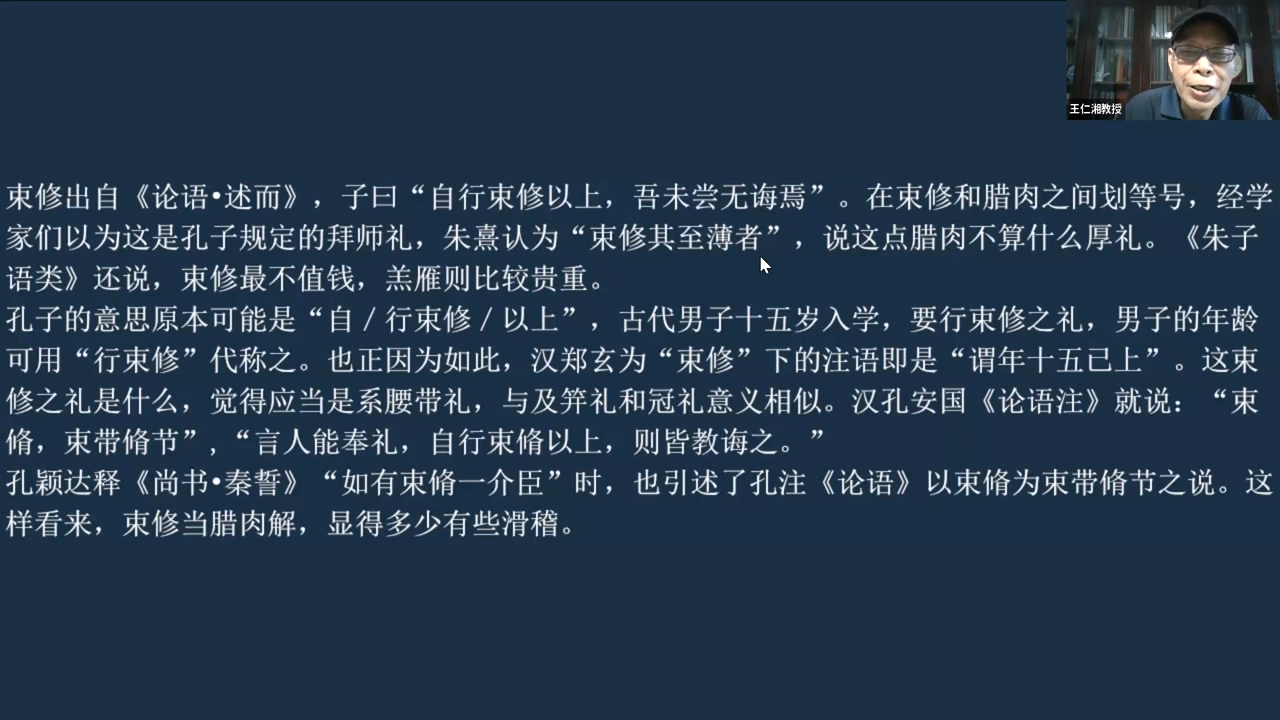 王仁湘教授
束修出自《论语•述而》，子曰“自行束修以上，吾未尝无诲焉”。在束修和腊肉之间划等号，经学
家们以为这是孔子规定的拜师礼，朱熹认为“束修其至薄者”，说这点腊肉不算什么厚礼。《朱子
语类》还说，束修最不值钱，羔雁则比较贵重。
孔子的意思原本可能是“自／行束修／以上”，古代男子十五岁入学，要行束修之礼，男子的年龄
可用“行束修”代称之。也正因为如此，汉郑玄为“束修”下的注语即是“谓年十五已上”。这束
修之礼是什么，觉得应当是系腰带礼，与及笄礼和冠礼意义相似。汉孔安国《论语注》就说：“束
脩，束带脩节”，“言人能奉礼，自行束脩以上，则皆教诲之。”
孔颖达释《尚书•秦誓》“如有束脩一介臣”时，也引述了孔注《论语》以束脩为束带脩节之说。这
样看来，束修当腊肉解，显得多少有些滑稽。